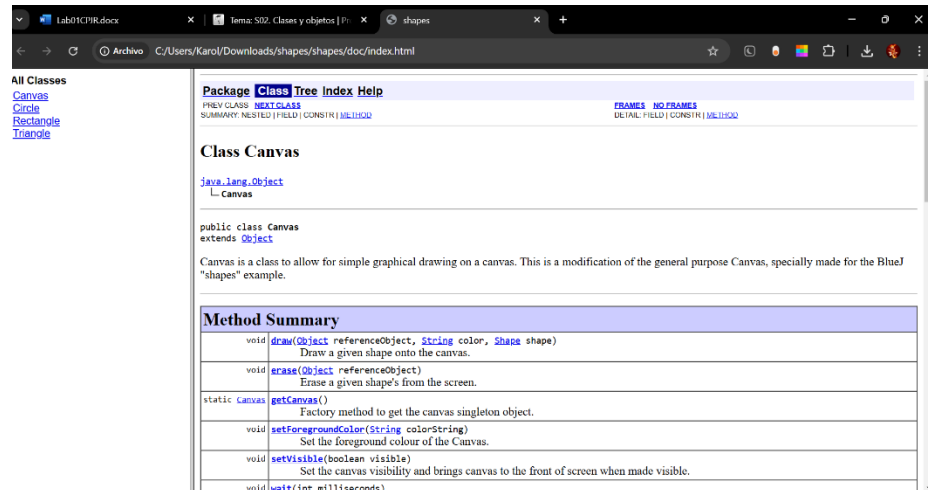 Lab01CPIR.docx
Tema: S02. Clases y objetos | Pr
shapes
Archivo C:/Users/Karol/Downloads/shapes/shapes/doc/index.html
All Classes
Canvas
Circle
Rectangle
Triangle
Package Class Tree Index Help
PREV CLASS NEXT CLASS FRAMES NO FRAMES
SUMMARY: NESTED | FIELD | CONSTR | METHOD DETAIL: FIELD | CONSTR | METHOD
Class Canvas
java.lang.Object
Canvas
public class Canvas
extends Object
Canvas is a class to allow for simple graphical drawing on a canvas. This is a modification of the general purpose Canvas, specially made for the BlueJ
"shapes" example.
Method Summary
void draw(Object referenceObject, String color, Shape shape)
Draw a given shape onto the canvas.
void erase(Object referenceObject)
Erase a given shape's from the screen.
static Canvas getCanvas()
Factory method to get the canvas singleton object.
void setForegroundColor(String colorString)
Set the foreground colour of the Canvas.
void setVisible(boolean visible)
Set the canvas visibility and brings canvas to the front of screen when made visible.
void wait(int milliseconds)